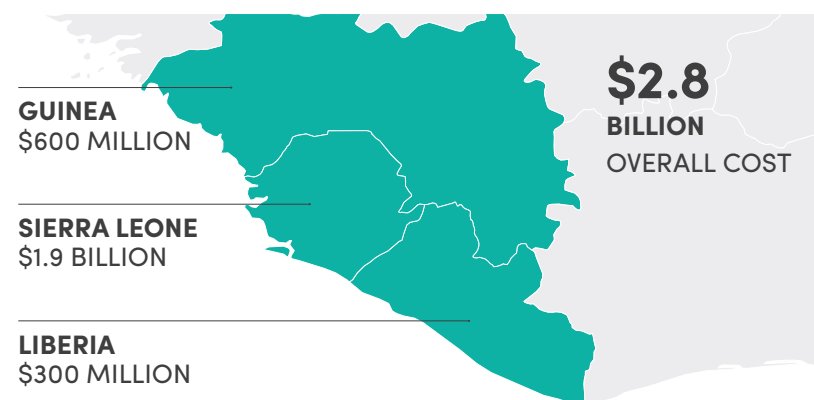 GUINEA
$600 MILLION
SIERRA LEONE
$1.9 BILLION
LIBERIA
$300 MILLION
$2.8
BILLION
OVERALL COST